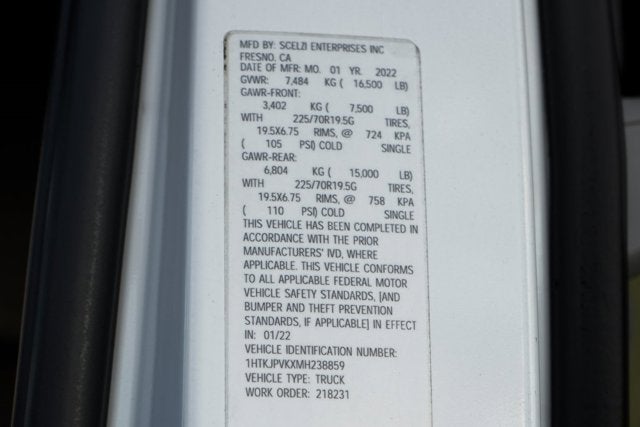 MFD BY: SCELZI ENTERPRISES INC
FRESNO, CA
DATE OF MFR: MO. 01 YR. 2022
GVWR: 7,484 KG ( 16,500 LB)
GAWR-FRONT:
3,402 KG ( 7,500 LB)
WITH 225/70R19.5G TIRES,
19.5X6.75 RIMS, @ 724 KPA
( 105 PSI) COLD SINGLE
GAWR-REAR:
6,804 KG ( 15,000 LB)
WITH 225/70R19.5G TIRES,
19.5X6.75 RIMS, @ 758 KPA
( 110 PSI) COLD SINGLE
THIS VEHICLE HAS BEEN COMPLETED IN
ACCORDANCE WITH THE PRIOR
MANUFACTURERS' IVD, WHERE
APPLICABLE. THIS VEHICLE CONFORMS
TO ALL APPLICABLE FEDERAL MOTOR
VEHICLE SAFETY STANDARDS, [AND
BUMPER AND THEFT PREVENTION
STANDARDS, IF APPLICABLE] IN EFFECT
IN: 01/22
VEHICLE IDENTIFICATION NUMBER:
1HTKJPVKXMH238859
VEHICLE TYPE: TRUCK
WORK ORDER: 218231